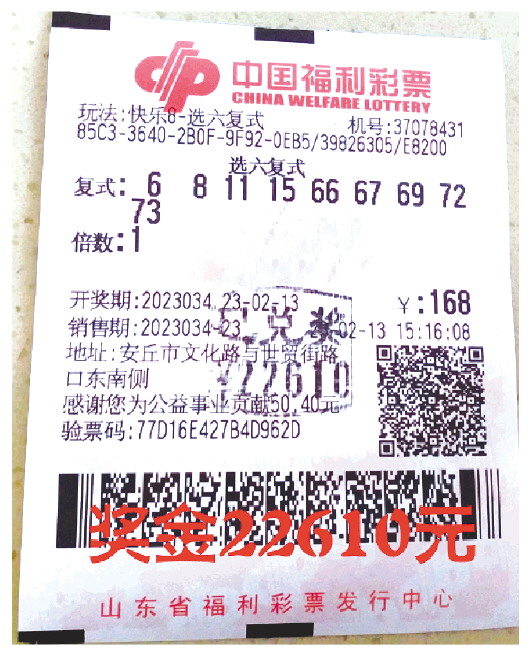 中国福利彩票
CHINA WELFARE LOTTERY
玩法:快乐8-选六复式 机号:37078431
85C3-3640-2B0F-9F92-0EB5/39826305/E8200
选六复式
复式: 6 8 11 15 66 67 69 72
73
倍数:1
开奖期:2023034 23-02-13 ¥:168
销售期:2023034-23 02-13 15:16:08
已兑奖
地址:安丘市文化路与世贸街路
口东南侧
¥22610
感谢您为公益事业贡献50.40元
验票码:77D16E427B4D962D
奖金22610元
山东省福利彩票发行中心